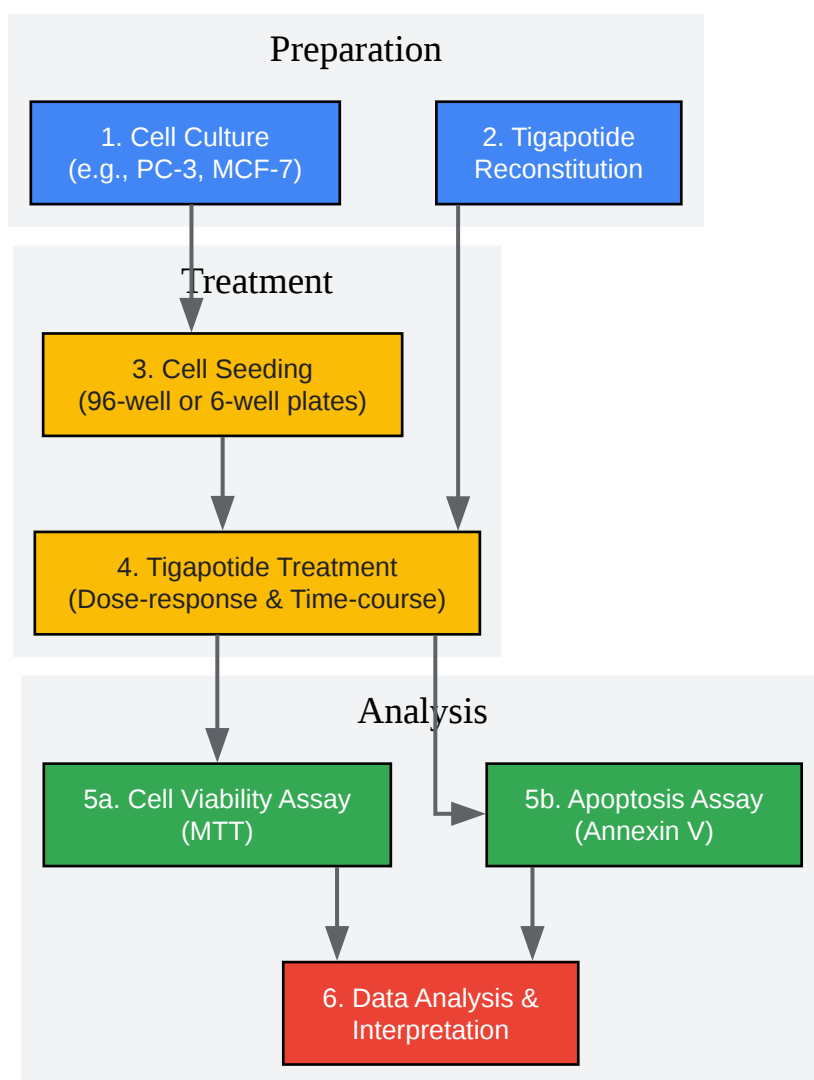 Preparation
1. Cell Culture
(e.g., PC-3, MCF-7)
2. Tigapotide
Reconstitution
Treatment
3. Cell Seeding
(96-well or 6-well plates)
4. Tigapotide Treatment
(Dose-response & Time-course)
Analysis
5a. Cell Viability Assay
(MTT)
5b. Apoptosis Assay
(Annexin V)
6. Data Analysis &
Interpretation